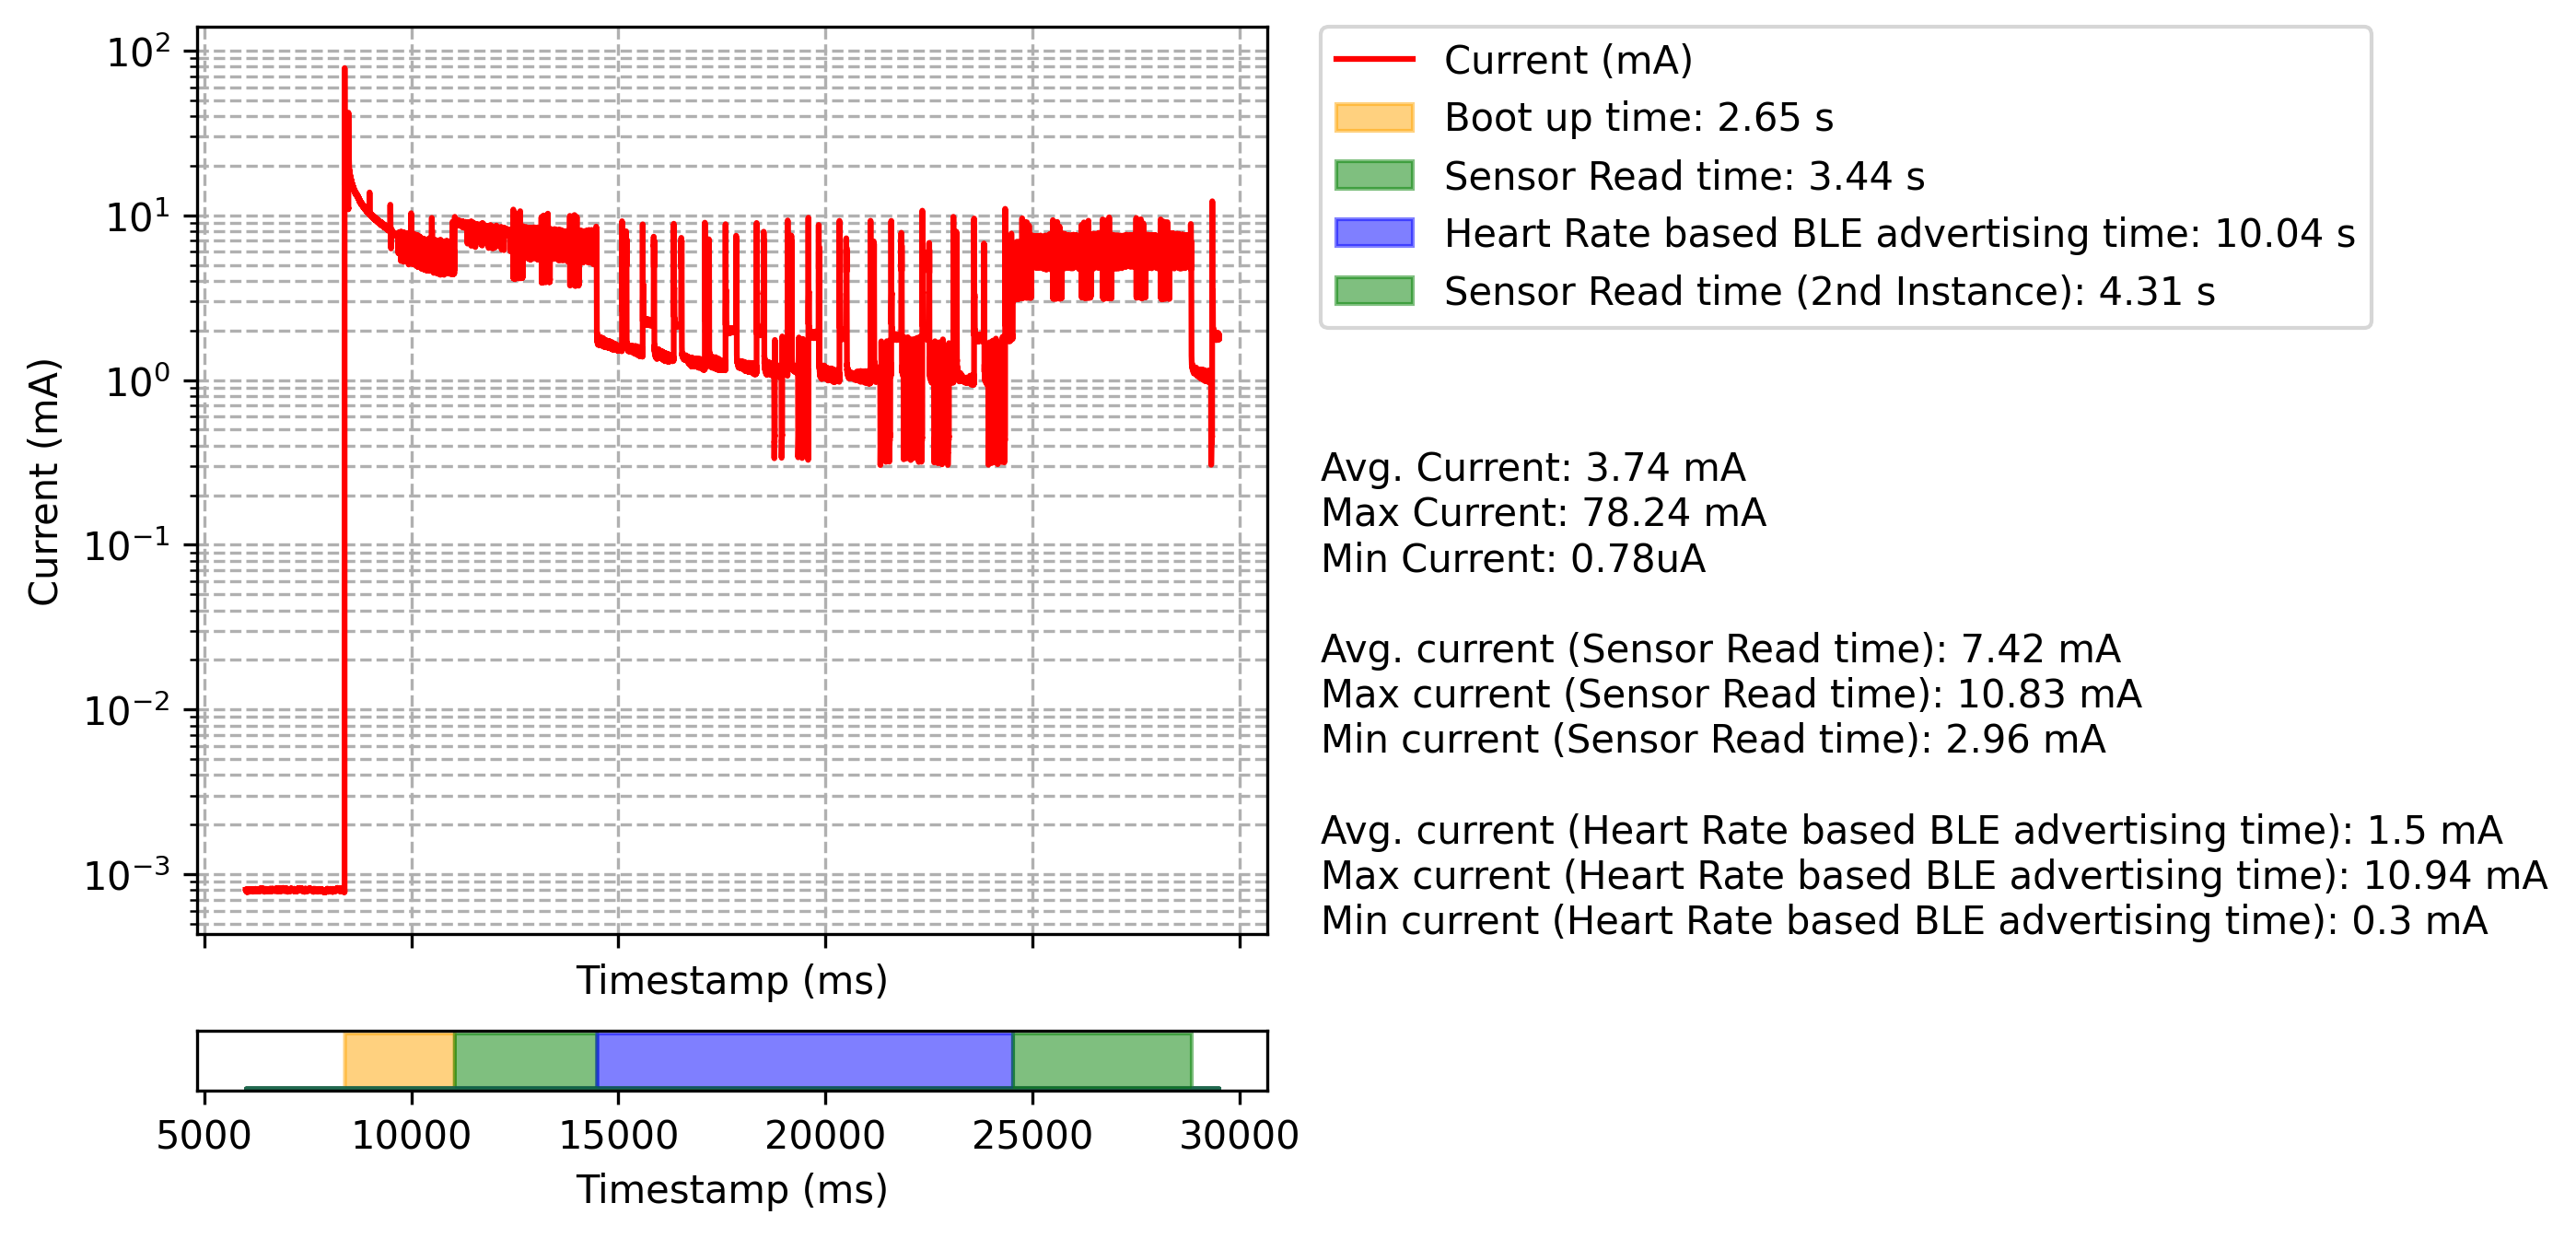 10²
10¹
10⁰
10⁻¹
10⁻²
10⁻³
Current (mA)
Timestamp (ms)
5000 10000 15000 20000 25000 30000
Timestamp (ms)
Current (mA)
Boot up time: 2.65 s
Sensor Read time: 3.44 s
Heart Rate based BLE advertising time: 10.04 s
Sensor Read time (2nd Instance): 4.31 s
Avg. Current: 3.74 mA
Max Current: 78.24 mA
Min Current: 0.78uA
Avg. current (Sensor Read time): 7.42 mA
Max current (Sensor Read time): 10.83 mA
Min current (Sensor Read time): 2.96 mA
Avg. current (Heart Rate based BLE advertising time): 1.5 mA
Max current (Heart Rate based BLE advertising time): 10.94 mA
Min current (Heart Rate based BLE advertising time): 0.3 mA